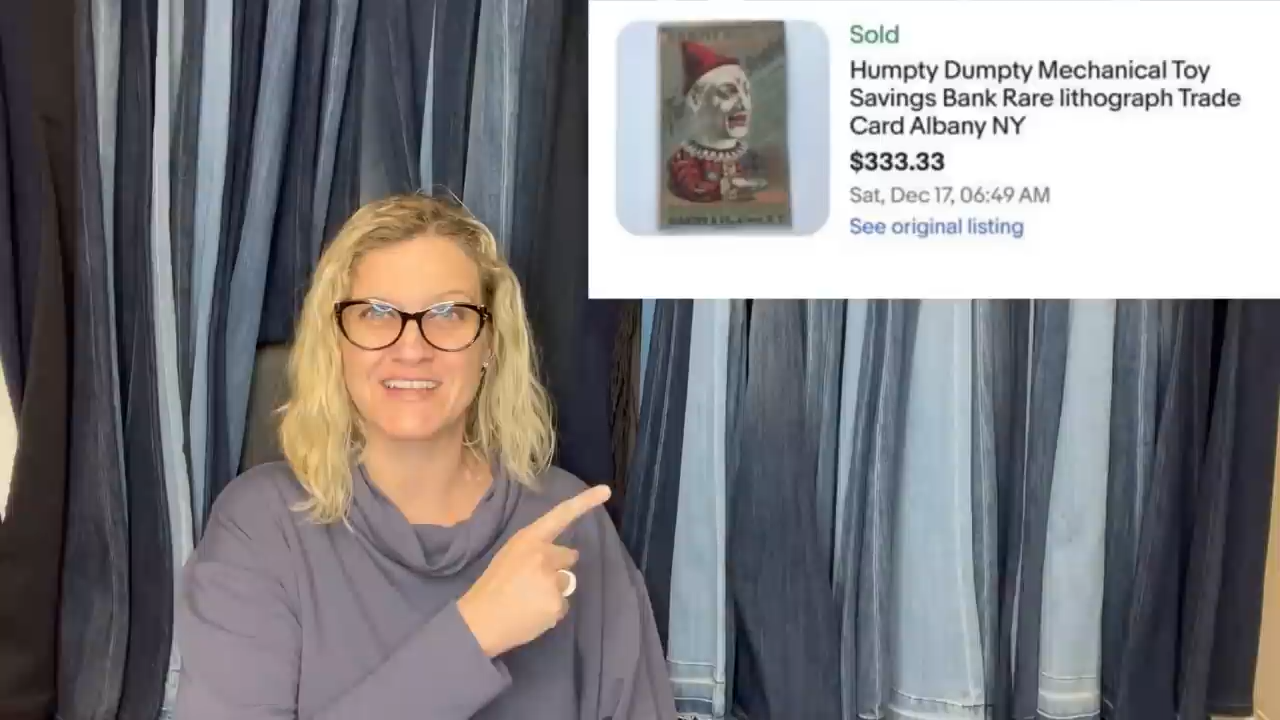 Sold
Humpty Dumpty Mechanical Toy
Savings Bank Rare lithograph Trade
Card Albany NY
$333.33
Sat, Dec 17, 06:49 AM
See original listing